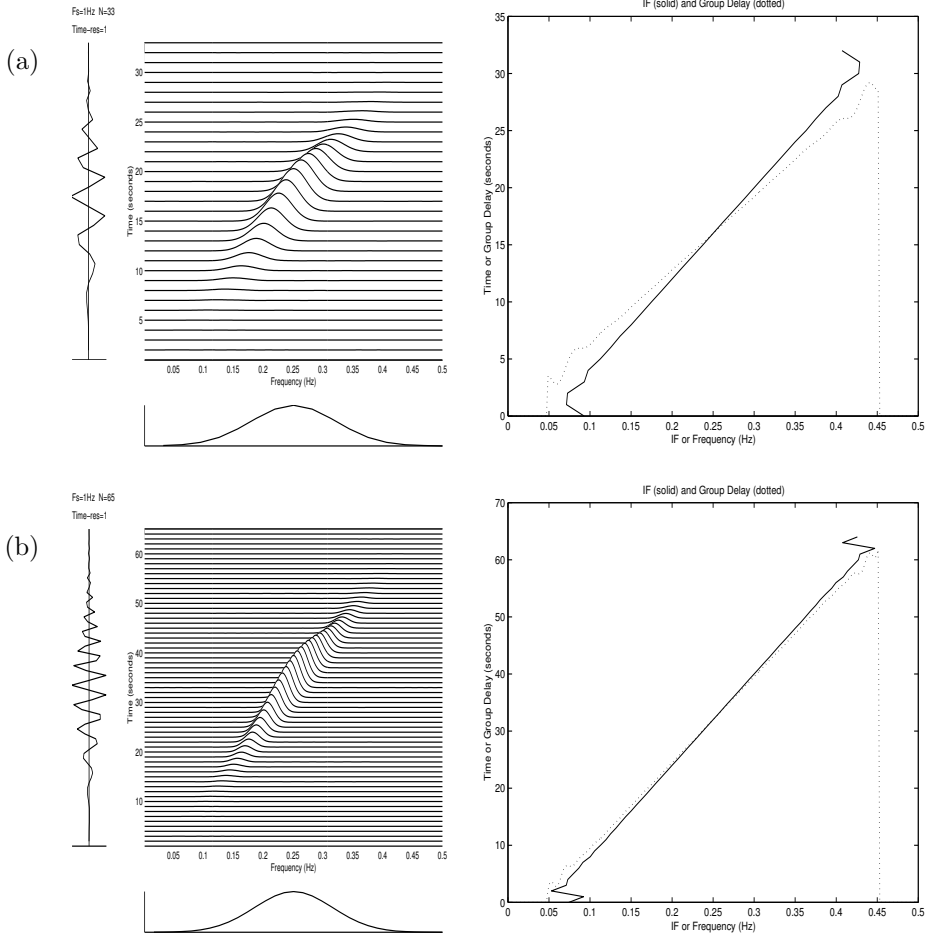 (a)
Fs=1Hz N=33
Time-res=1
Time (seconds)
30
25
20
15
10
5
0.05 0.1 0.15 0.2 0.25 0.3 0.35 0.4 0.45 0.5
Frequency (Hz)
IF (solid) and Group Delay (dotted)
Time or Group Delay (seconds)
35
30
25
20
15
10
5
0
0 0.05 0.1 0.15 0.2 0.25 0.3 0.35 0.4 0.45 0.5
IF or Frequency (Hz)
(b)
Fs=1Hz N=65
Time-res=1
Time (seconds)
60
50
40
30
20
10
0.05 0.1 0.15 0.2 0.25 0.3 0.35 0.4 0.45 0.5
Frequency (Hz)
IF (solid) and Group Delay (dotted)
Time or Group Delay (seconds)
70
60
50
40
30
20
10
0
0 0.05 0.1 0.15 0.2 0.25 0.3 0.35 0.4 0.45 0.5
IF or Frequency (Hz)